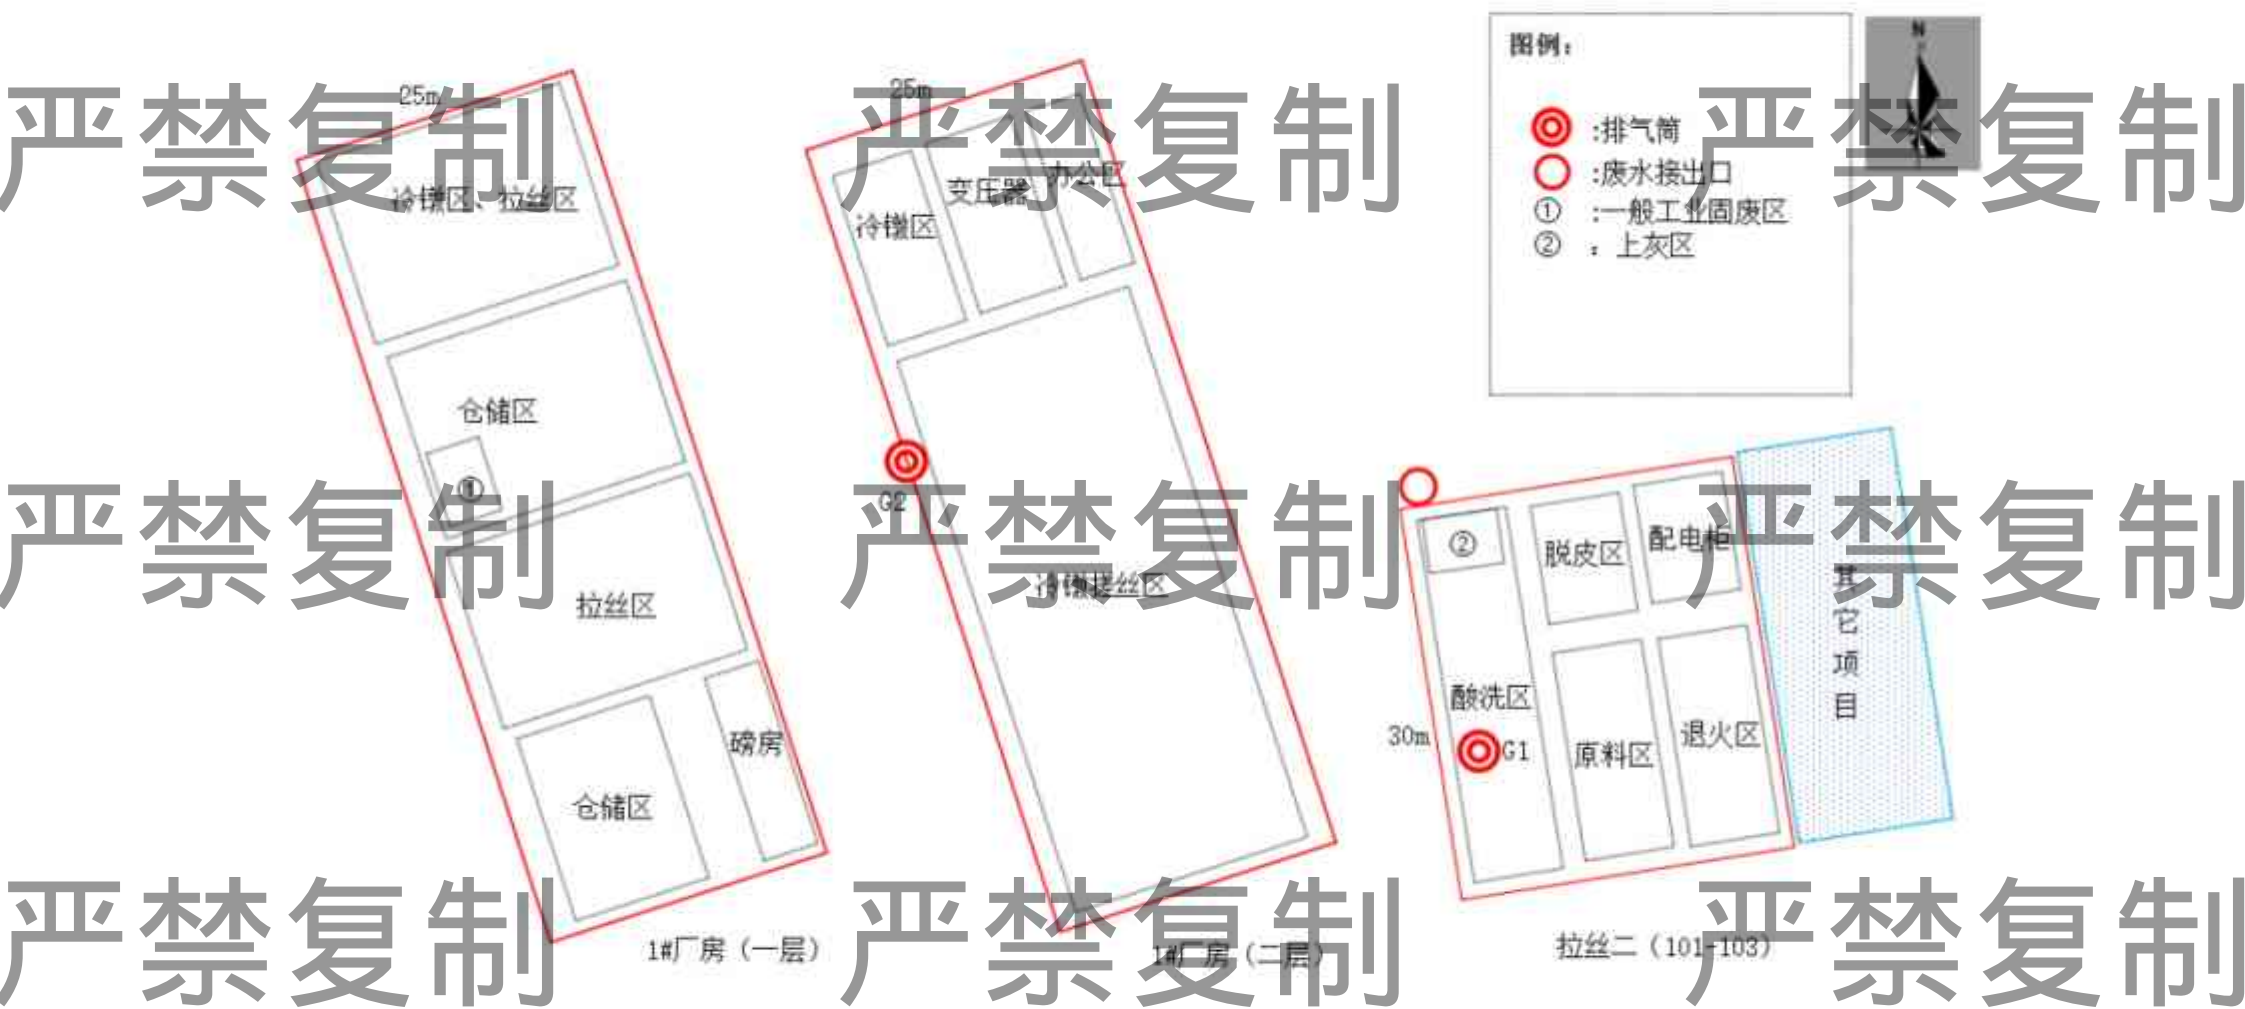 严禁复制 严禁复制 严禁复制
严禁复制 严禁复制 严禁复制
严禁复制 严禁复制 严禁复制
25m
冷镦区、拉丝区
仓储区
①
拉丝区
磅房
仓储区
1#厂房（一层）
25m
冷镦区
变压器
办公区
G2
冷镦搓丝区
1#厂房（二层）
图例：
:排气筒
:废水接出口
① :一般工业固废区
② ：上灰区
N
②
脱皮区
配电柜
酸洗区
30m
G1
原料区
退火区
其它项目
拉丝二（101-103）